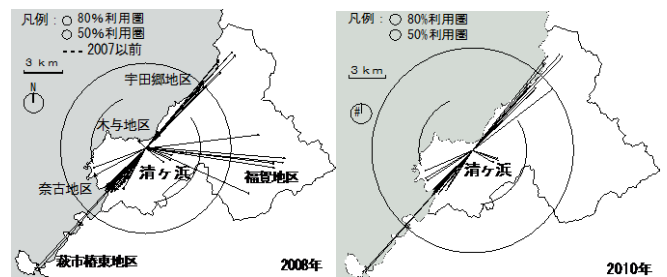 凡例：○ 80％利用圏
○ 50％利用圏
--- 2007以前
3 km
N
宇田郷地区
木与地区
清ヶ浜
奈古地区
福賀地区
萩市椿東地区
2008年
凡例：○ 80％利用圏
○ 50％利用圏
3 km
#
清ヶ浜
2010年